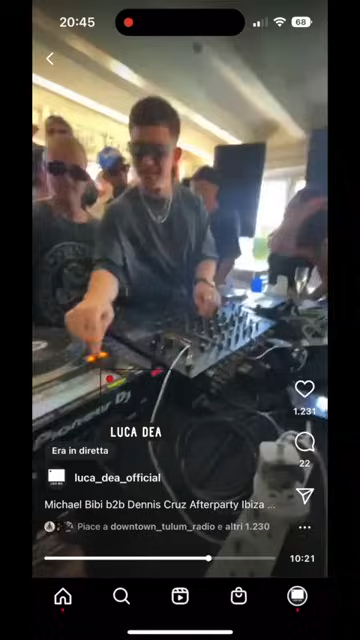 20:45
68
LUCA DEA
Pioneer DJ
Era in diretta
luca_dea_official
Michael Bibi b2b Dennis Cruz Afterparty Ibiza ...
Piace a downtown_tulum_radio e altri 1.230
1.231
22
10:21